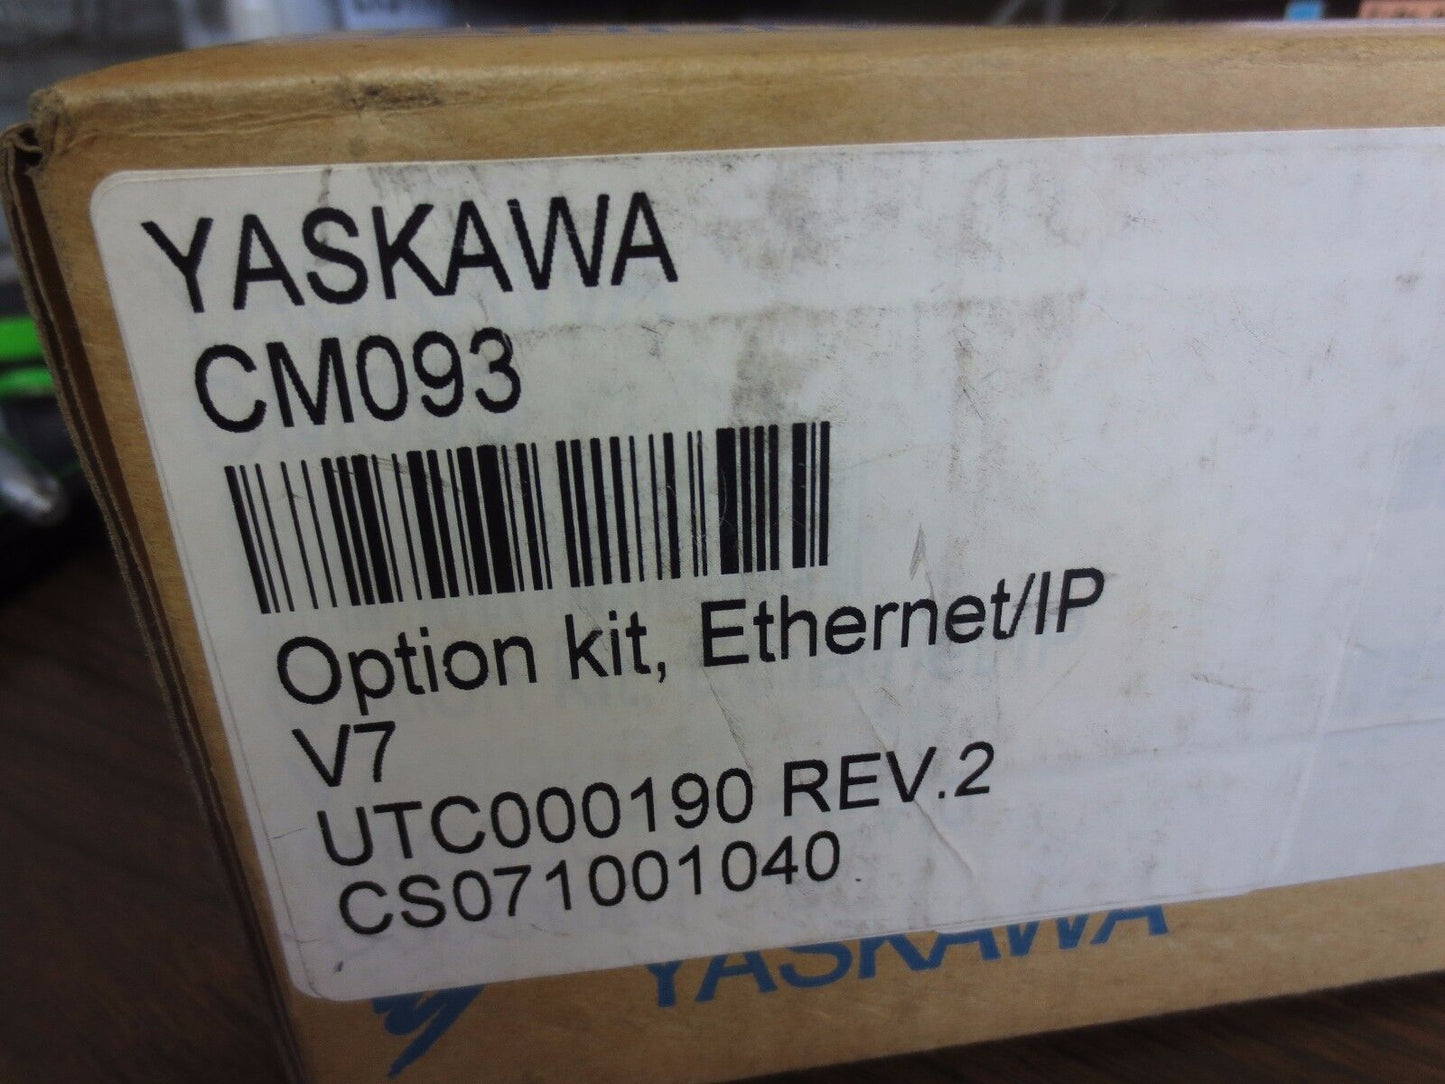 YASKAWA
CM093
Option kit, Ethernet/IP
V7
UTC000190 REV.2
CS071001040
YASKAWA